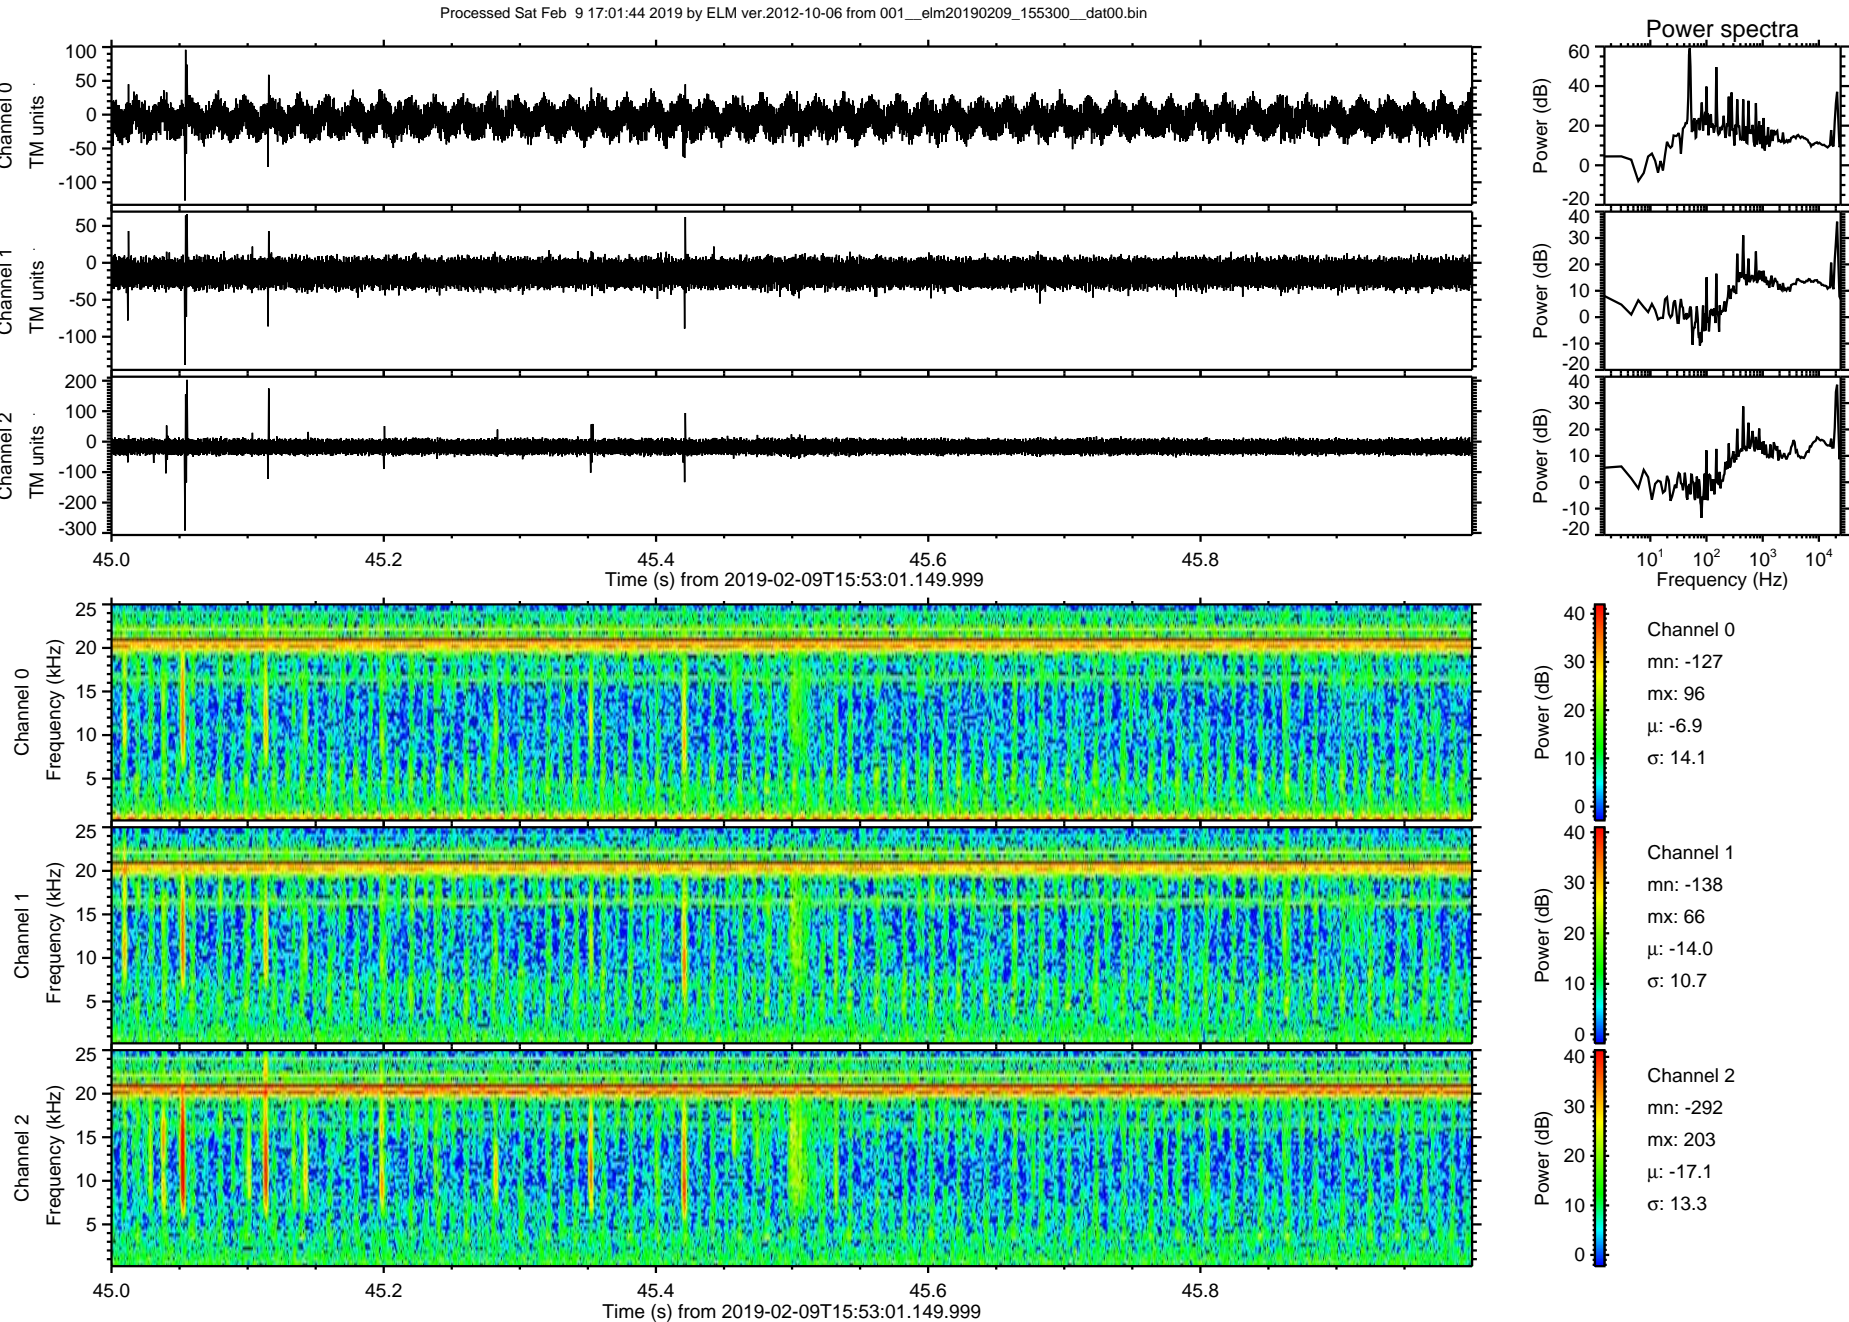 Processed Sat Feb  9 17:01:44 2019 by ELM ver.2012-10-06 from 001__elm20190209_155300__dat00.bin
Power spectra
Channel 0
TM units
100
50
0
-50
-100
Power (dB)
60
40
20
0
-20
Channel 1
TM units
50
0
-50
-100
Power (dB)
40
30
20
10
0
-10
-20
Channel 2
TM units
200
100
0
-100
-200
-300
Power (dB)
40
30
20
10
0
-10
-20
45.0 45.2 45.4 45.6 45.8
Time (s) from 2019-02-09T15:53:01.149.999
10^1 10^2 10^3 10^4
Frequency (Hz)
Channel 0
Frequency (kHz)
25
20
15
10
5
Power (dB)
40
30
20
10
0
Channel 0
mn: -127
mx: 96
μ: -6.9
σ: 14.1
Channel 1
Frequency (kHz)
25
20
15
10
5
Power (dB)
40
30
20
10
0
Channel 1
mn: -138
mx: 66
μ: -14.0
σ: 10.7
Channel 2
Frequency (kHz)
25
20
15
10
5
Power (dB)
40
30
20
10
0
Channel 2
mn: -292
mx: 203
μ: -17.1
σ: 13.3
45.0 45.2 45.4 45.6 45.8
Time (s) from 2019-02-09T15:53:01.149.999